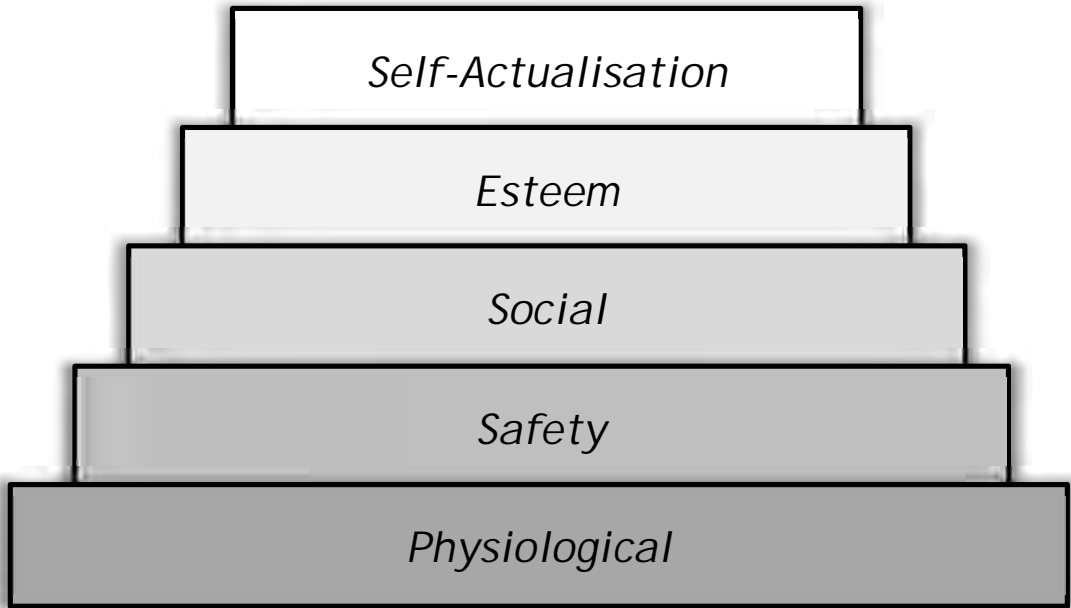 Self-Actualisation
Esteem
Social
Safety
Physiological